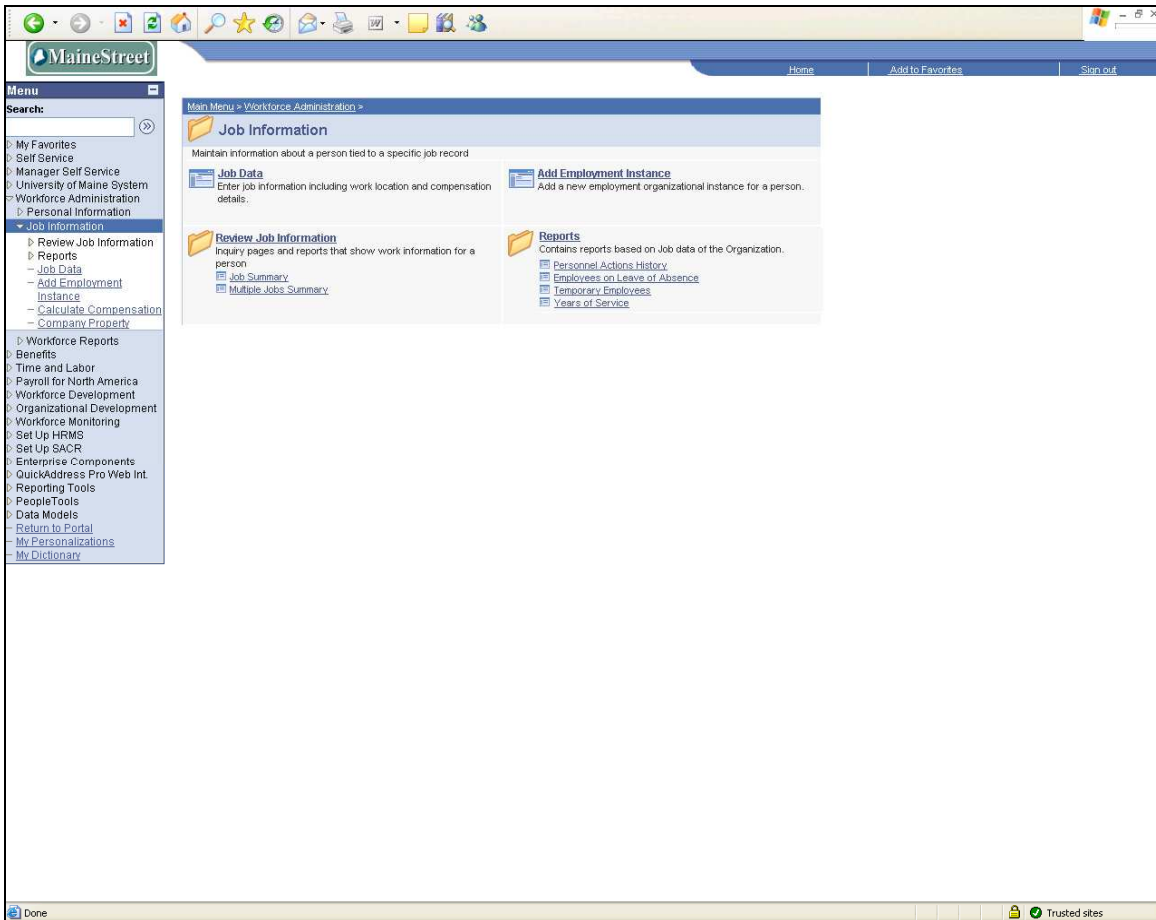 MaineStreet
Home
Add to Favorites
Sign out
Menu
Search:
My Favorites
Self Service
Manager Self Service
University of Maine System
Workforce Administration
Personal Information
Job Information
Review Job Information
Reports
Job Data
Add Employment
Instance
Calculate Compensation
Company Property
Workforce Reports
Benefits
Time and Labor
Payroll for North America
Workforce Development
Organizational Development
Workforce Monitoring
Set Up HRMS
Set Up SACR
Enterprise Components
QuickAddress Pro Web Int.
Reporting Tools
PeopleTools
Data Models
Return to Portal
My Personalizations
My Dictionary
Main Menu > Workforce Administration >
Job Information
Maintain information about a person tied to a specific job record
Job Data
Enter job information including work location and compensation
details.
Add Employment Instance
Add a new employment organizational instance for a person.
Review Job Information
Inquiry pages and reports that show work information for a
person
Job Summary
Multiple Jobs Summary
Reports
Contains reports based on Job data of the Organization.
Personnel Actions History
Employees on Leave of Absence
Temporary Employees
Years of Service
Done
Trusted sites